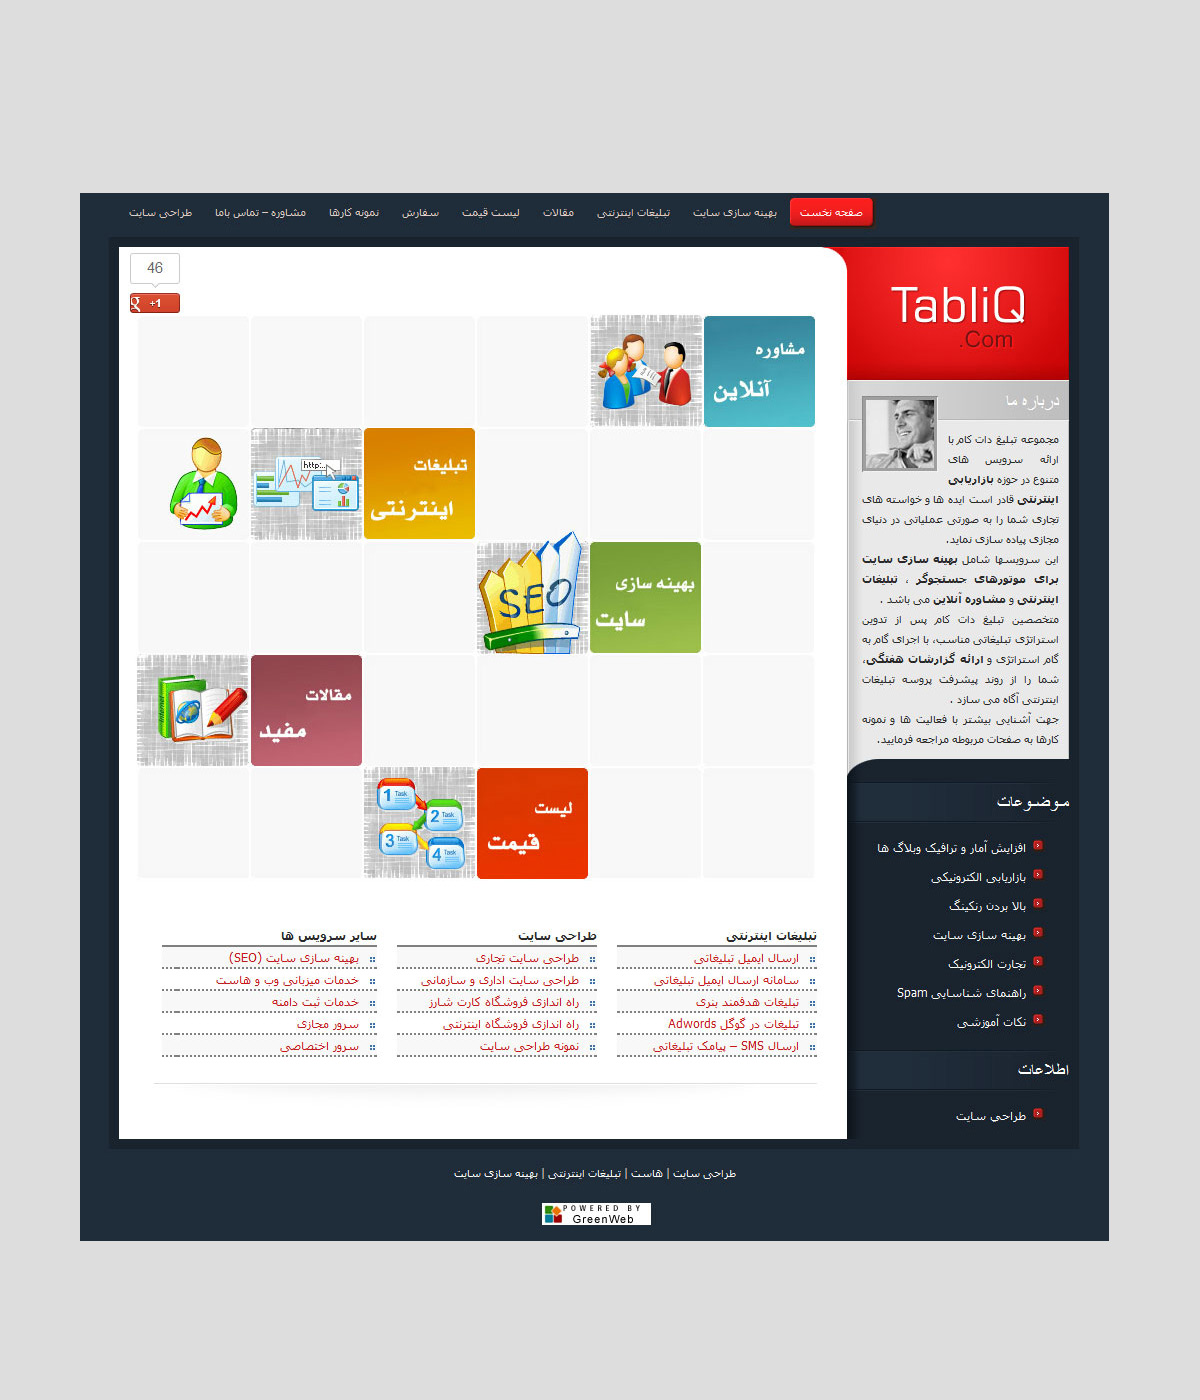 صفحه نخست
بهینه سازی سایت
تبلیغات اینترنتی
مقالات
لیست قیمت
سفارش
نمونه کارها
مشاوره – تماس باما
طراحی سایت
TabliQ
.Com
درباره ما
مجموعه تبلیغ دات کام با
ارائه سرویس های
متنوع در حوزه بازاریابی
اینترنتی قادر است ایده ها و خواسته های
تجاری شما را به صورتی عملیاتی در دنیای
مجازی پیاده سازی نماید.
این سرویسها شامل بهینه سازی سایت
برای موتورهای جستجوگر ، تبلیغات
اینترنتی و مشاوره آنلاین می باشد .
متخصصین تبلیغ دات کام پس از تدوین
استراتژی تبلیغاتی مناسب، با اجرای گام به
گام استراتژی و ارائه گزارشات هفتگی،
شما را از روند پیشرفت پروسه تبلیغات
اینترنتی آگاه می سازد .
جهت آشنایی بیشتر با فعالیت ها و نمونه
کارها به صفحات مربوطه مراجعه فرمایید.
موضوعات
افزایش آمار و ترافیک وبلاگ ها
بازاریابی الکترونیکی
بالا بردن رنکینگ
بهینه سازی سایت
تجارت الکترونیک
راهنمای شناسایی Spam
نکات آموزشی
اطلاعات
طراحي سايت
46
g +1
مشاوره
آنلاین
تبلیغات
اینترنتی
http:..
بهینه سازی
سایت
SEO
مقالات
مفید
Internet
لیست
قیمت
1 Task
2 Task
3 Task
4 Task
تبلیغات اینترنتی
ارسال ایمیل تبلیغاتی
سامانه ارسال ایمیل تبلیغاتی
تبلیغات هدفمند بنری
تبلیغات در گوگل Adwords
ارسال SMS – پیامک تبلیغاتی
طراحی سایت
طراحی سایت تجاری
طراحی سایت اداری و سازمانی
راه اندازی فروشگاه کارت شارز
راه اندازی فروشگاه اینترنتی
نمونه طراحی سایت
سایر سرویس ها
بهینه سازی سایت (SEO)
خدمات میزبانی وب و هاست
خدمات ثبت دامنه
سرور مجازی
سرور اختصاصی
طراحی سایت | هاست | تبلیغات اینترنتی | بهینه سازی سایت
POWERED BY
GreenWeb